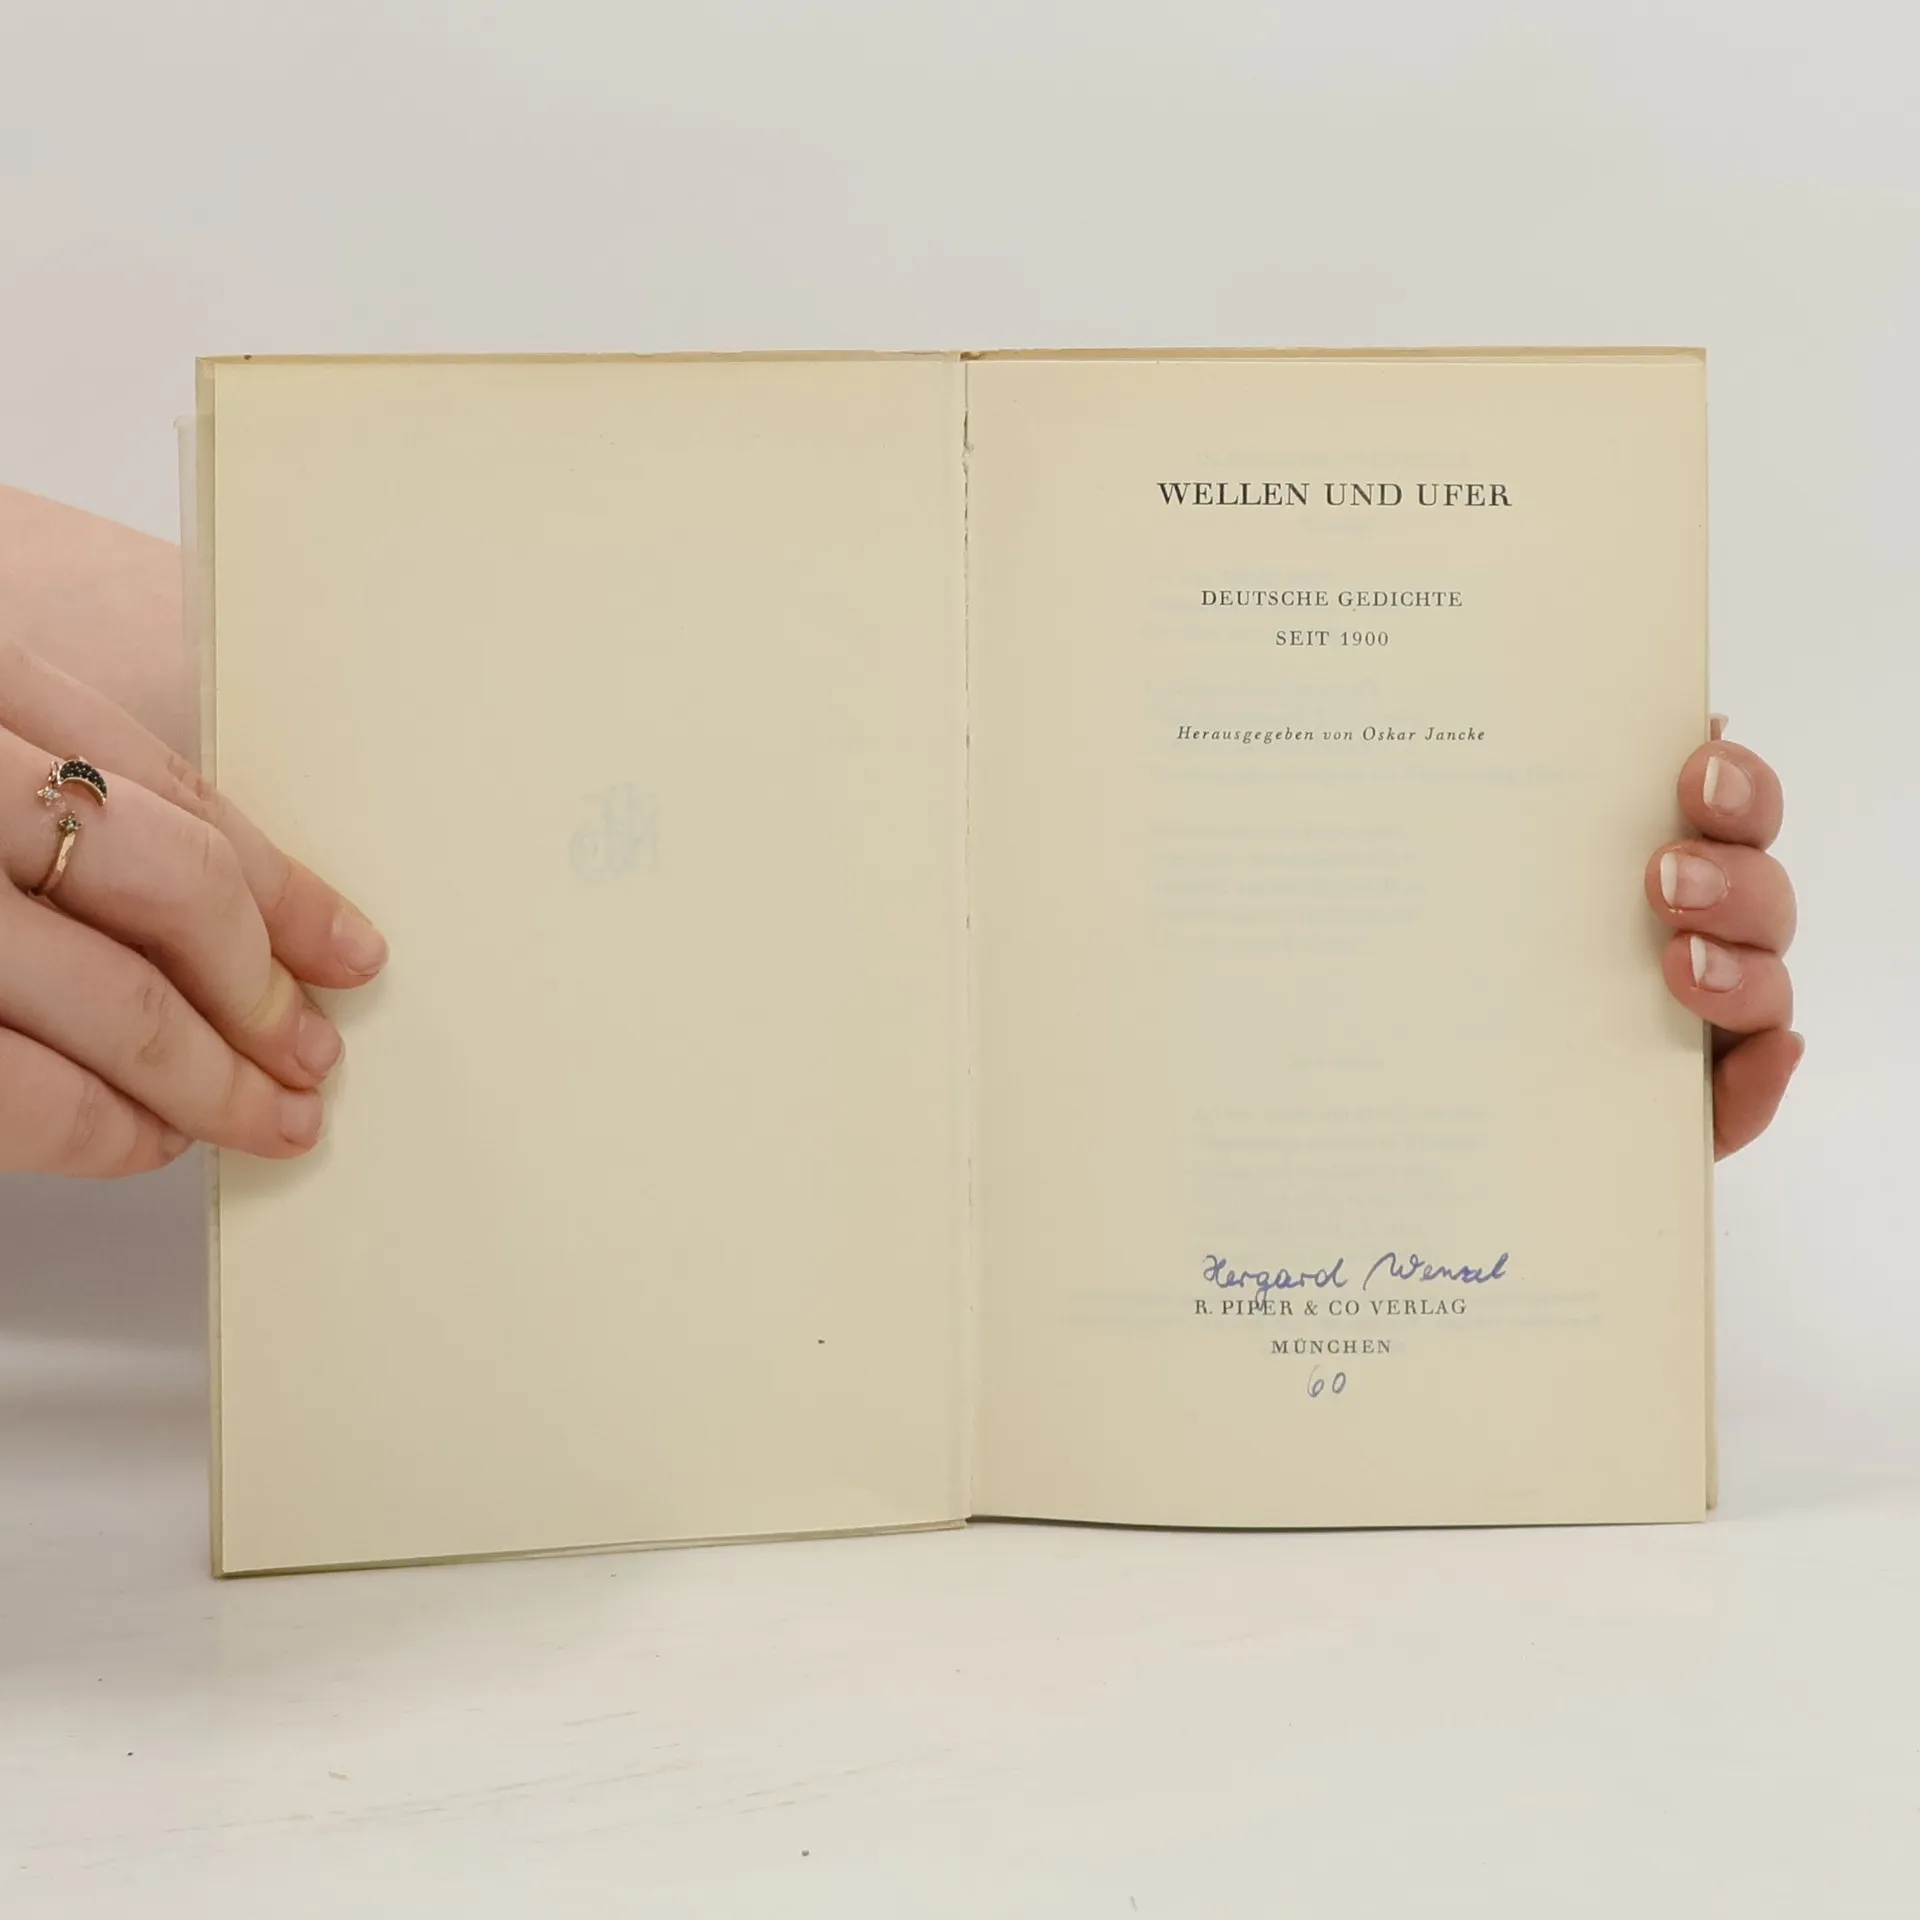 WELLEN UND UFER
DEUTSCHE GEDICHTE
SEIT 1900
Herausgegeben von Oskar Jancke
Hergard Wenzel
R. PIPER & CO VERLAG
MÜNCHEN
60